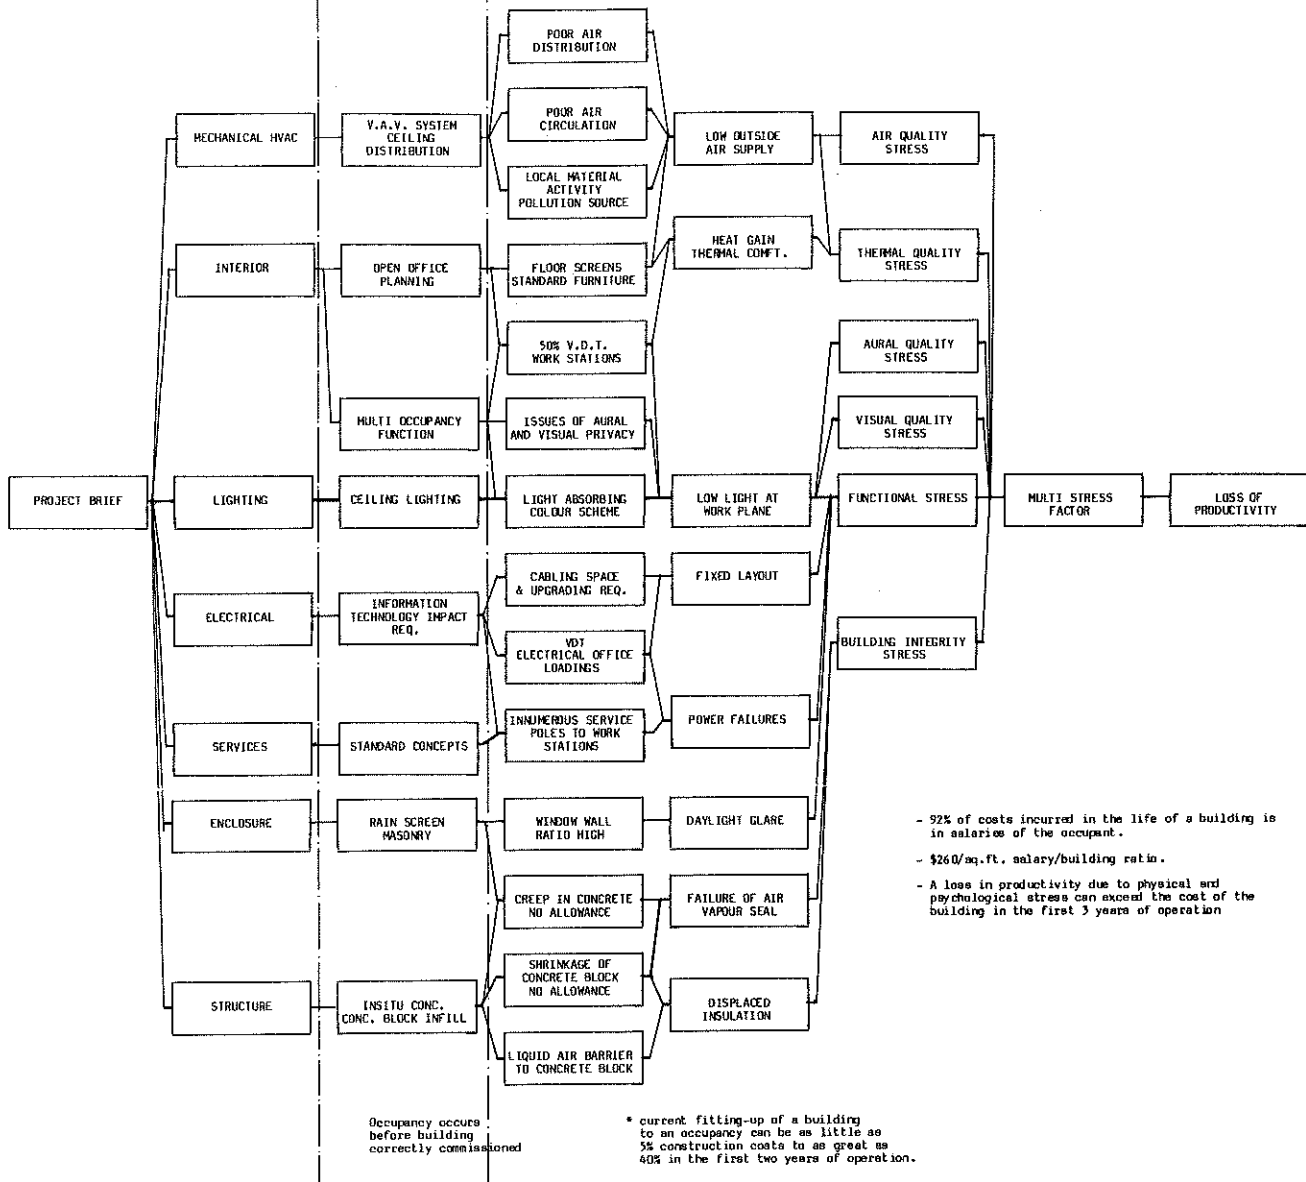 POOR AIR
DISTRIBUTION
MECHANICAL HVAC
V.A.V. SYSTEM
CEILING
DISTRIBUTION
POOR AIR
CIRCULATION
LOW OUTSIDE
AIR SUPPLY
AIR QUALITY
STRESS
LOCAL MATERIAL
ACTIVITY
POLLUTION SOURCE
INTERIOR
OPEN OFFICE
PLANNING
FLOOR SCREENS
STANDARD FURNITURE
HEAT GAIN
THERMAL COMFT.
THERMAL QUALITY
STRESS
50% V.D.T.
WORK STATIONS
AURAL QUALITY
STRESS
MULTI OCCUPANCY
FUNCTION
ISSUES OF AURAL
AND VISUAL PRIVACY
VISUAL QUALITY
STRESS
PROJECT BRIEF
LIGHTING
CEILING LIGHTING
LIGHT ABSORBING
COLOUR SCHEME
LOW LIGHT AT
WORK PLANE
FUNCTIONAL STRESS
MULTI STRESS
FACTOR
LOSS OF
PRODUCTIVITY
ELECTRICAL
INFORMATION
TECHNOLOGY IMPACT
REQ.
CABLING SPACE
& UPGRADING REQ.
FIXED LAYOUT
VDT
ELECTRICAL OFFICE
LOADINGS
BUILDING INTEGRITY
STRESS
SERVICES
STANDARD CONCEPTS
INNUMEROUS SERVICE
POLES TO WORK
STATIONS
POWER FAILURES
ENCLOSURE
RAIN SCREEN
MASONRY
WINDOW WALL
RATIO HIGH
DAYLIGHT GLARE
CREEP IN CONCRETE
NO ALLOWANCE
FAILURE OF AIR
VAPOUR SEAL
STRUCTURE
INSITU CONC.
CONC. BLOCK INFILL
SHRINKAGE OF
CONCRETE BLOCK
NO ALLOWANCE
DISPLACED
INSULATION
LIQUID AIR BARRIER
TO CONCRETE BLOCK
- 92% of costs incurred in the life of a building is
in salaries of the occupant.
- $260/sq.ft. salary/building ratio.
- A loss in productivity due to physical and
psychological stress can exceed the cost of the
building in the first 3 years of operation
Occupancy occurs
before building
correctly commissioned
* current fitting-up of a building
to an occupancy can be as little as
5% construction costs to as great as
40% in the first two years of operation.